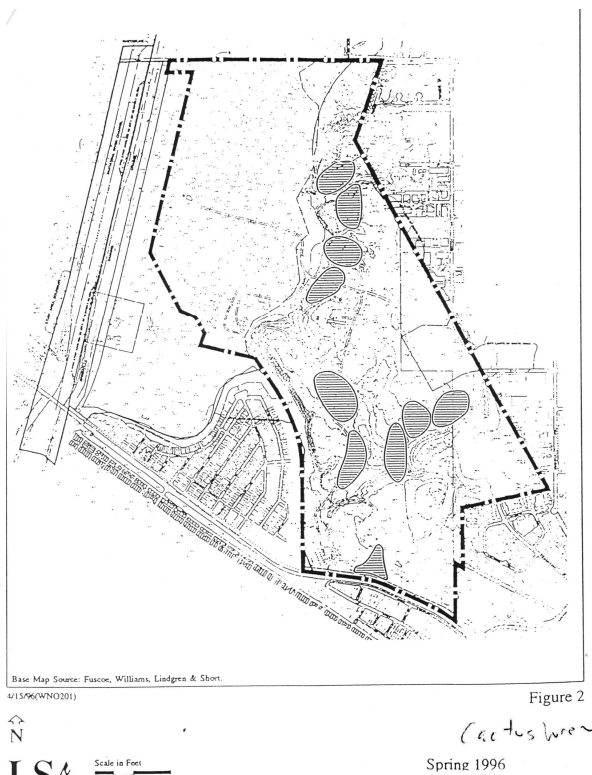 Base Map Source: Fuscoe, Williams, Lindgren & Short.
4/15/96(WNO201)
Figure 2
N
Cactus Wren
LSA
Scale in Feet
Spring 1996